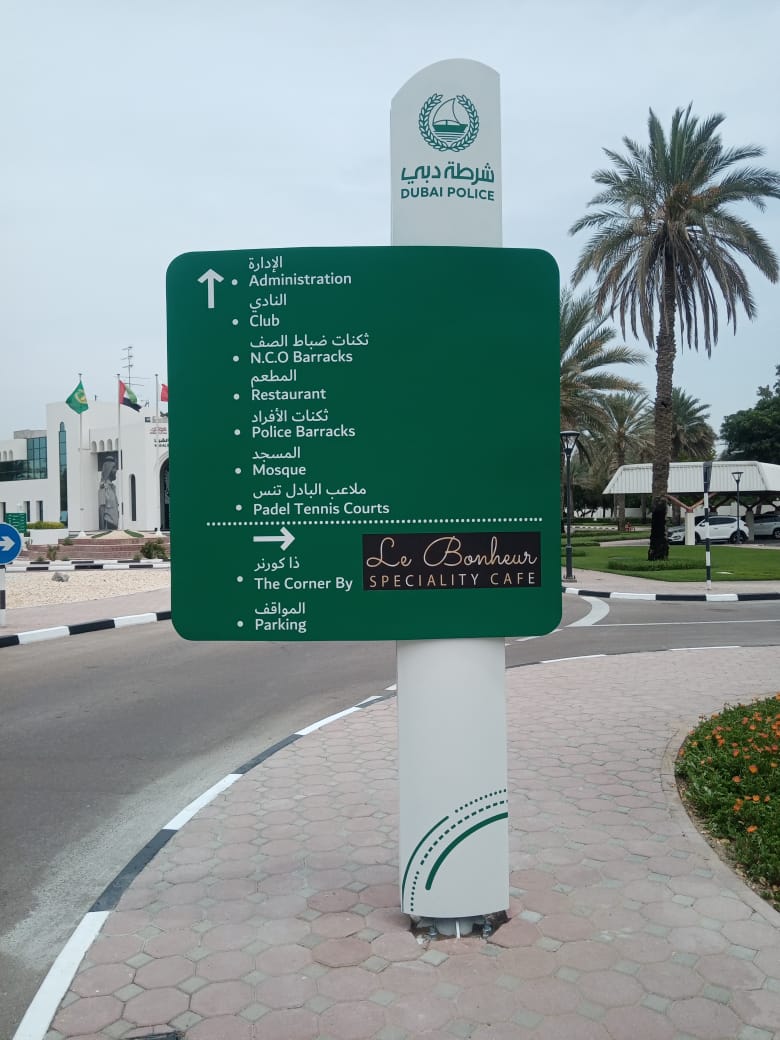 شرطة دبي
DUBAI POLICE
الإدارة
Administration
النادي
Club
ثكنات ضباط الصف
N.C.O Barracks
المطعم
Restaurant
ثكنات الأفراد
Police Barracks
المسجد
Mosque
ملاعب البادل تنس
Padel Tennis Courts
ذا كورنر
The Corner By
Le Bonheur
SPECIALITY CAFE
المواقف
Parking